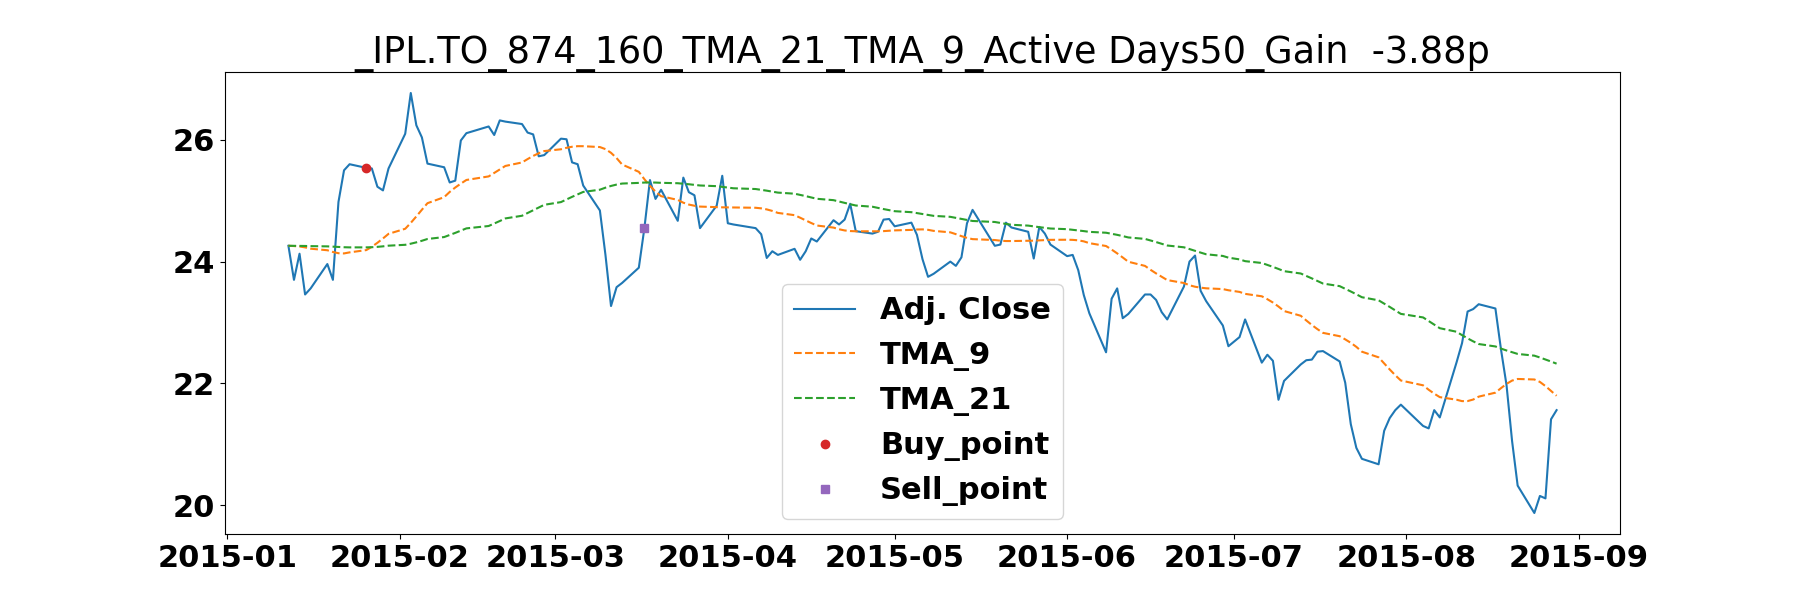 _IPL.TO_874_160_TMA_21_TMA_9_Active Days50_Gain  -3.88p
26
24
22
20
Adj. Close
TMA_9
TMA_21
Buy_point
Sell_point
2015-01 2015-02 2015-03 2015-04 2015-05 2015-06 2015-07 2015-08 2015-09